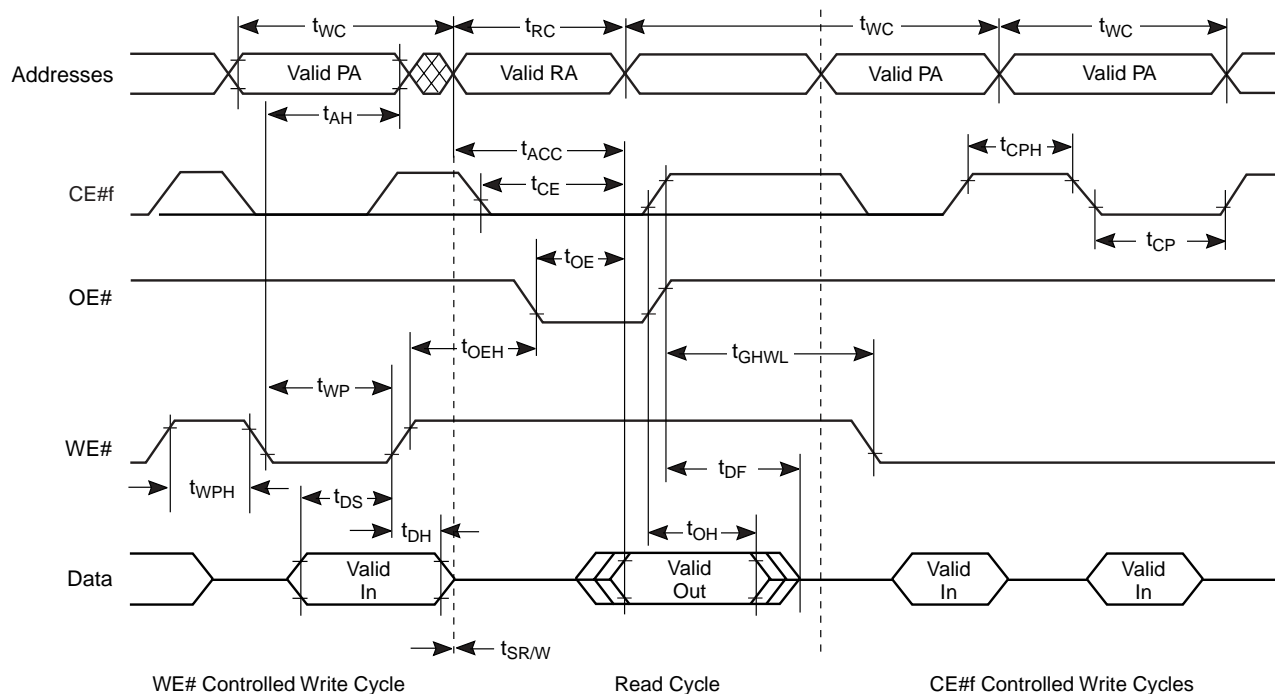 tWC tRC tWC tWC
Addresses Valid PA Valid RA Valid PA Valid PA
tAH
tACC
tCPH
CE#f tCE
tCP
tOE
OE#
tOEH tGHWL
tWP
WE#
tDF
tWPH tDS
tDH tOH
Data Valid In Valid Out Valid In Valid In
tSR/W
WE# Controlled Write Cycle Read Cycle CE#f Controlled Write Cycles